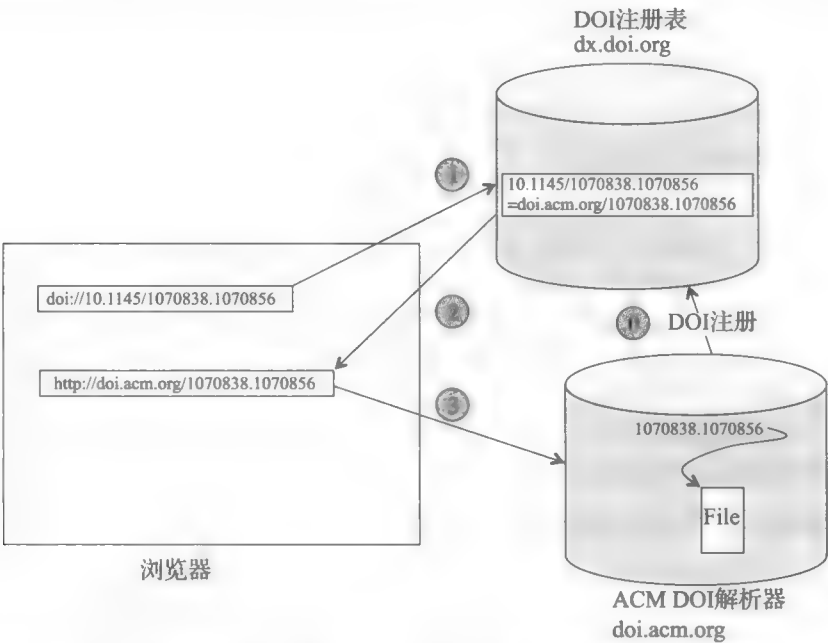 DOI注册表
dx.doi.org
①
10.1145/1070838.1070856
=doi.acm.org/1070838.1070856
doi://10.1145/1070838.1070856
②
DOI注册
http://doi.acm.org/1070838.1070856
③
1070838.1070856
File
浏览器
ACM DOI解析器
doi.acm.org